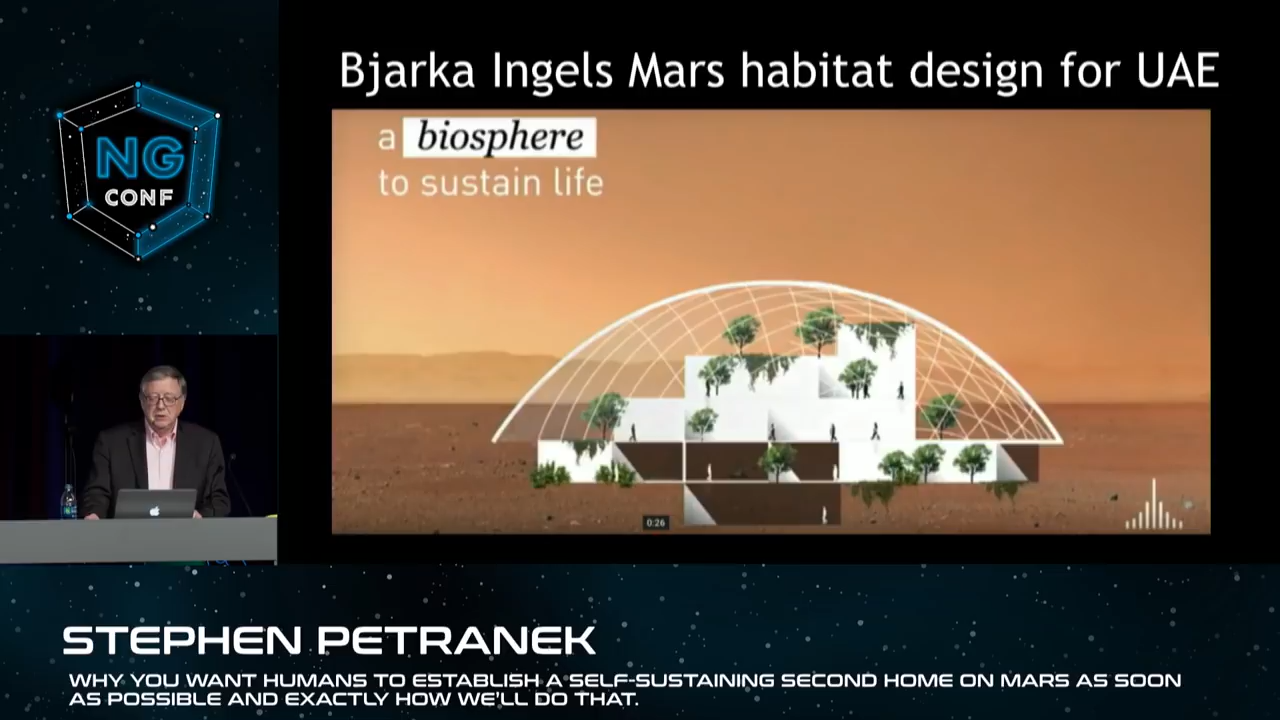 Bjarka Ingels Mars habitat design for UAE
a biosphere
to sustain life
NG
CONF
0:26
STEPHEN PETRANEK
WHY YOU WANT HUMANS TO ESTABLISH A SELF-SUSTAINING SECOND HOME ON MARS AS SOON
AS POSSIBLE AND EXACTLY HOW WE'LL DO THAT.